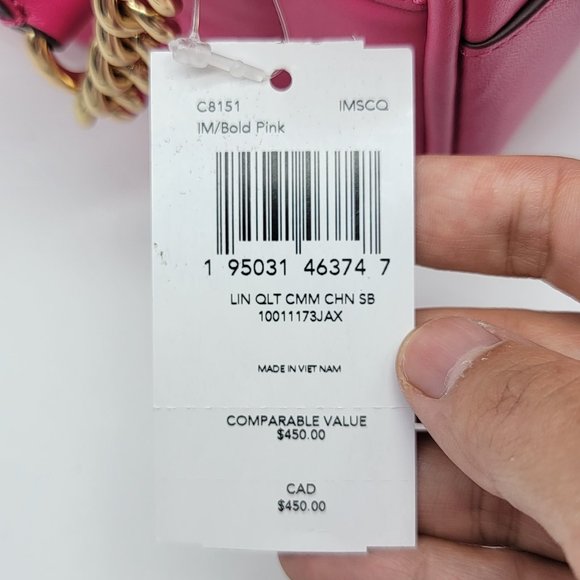 C8151 IMSCQ
IM/Bold Pink
1 95031 46374 7
LIN QLT CMM CHN SB
10011173JAX
MADE IN VIET NAM
COMPARABLE VALUE
$450.00
CAD
$450.00